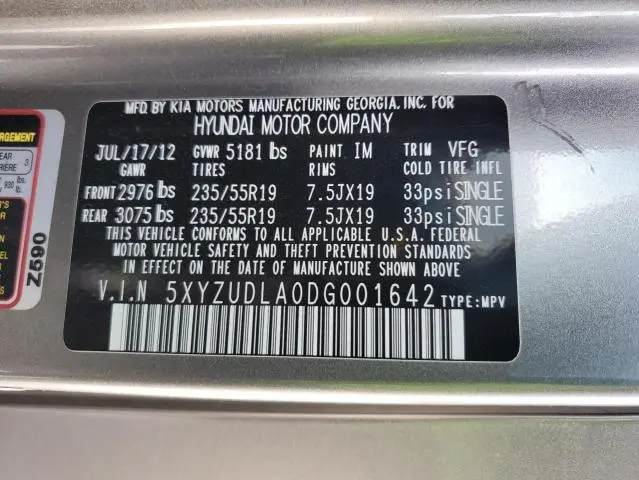 MFD. BY KIA MOTORS MANUFACTURING GEORGIA, INC. FOR
HYUNDAI MOTOR COMPANY
JUL/17/12 GVWR 5181 lbs PAINT IM TRIM VFG
GAWR TIRES RIMS COLD TIRE INFL
FRONT 2976 lbs 235/55R19 7.5JX19 33psi SINGLE
REAR 3075 lbs 235/55R19 7.5JX19 33psi SINGLE
THIS VEHICLE CONFORMS TO ALL APPLICABLE U.S.A. FEDERAL
MOTOR VEHICLE SAFETY AND THEFT PREVENTION STANDARDS
IN EFFECT ON THE DATE OF MANUFACTURE SHOWN ABOVE
V.I.N 5XYZUDLA0DG001642 TYPE:MPV
Z590
3
930 lbs.